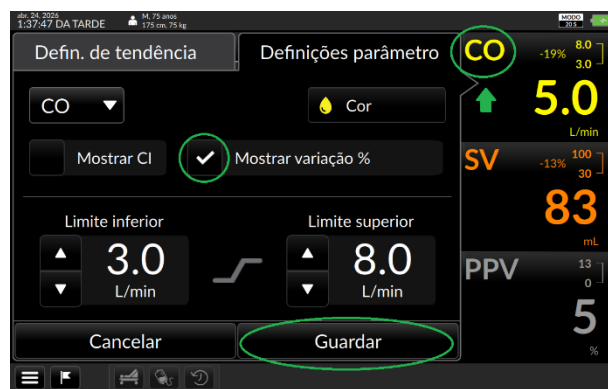 abr. 24, 2026
1:37:47 DA TARDE
M, 75 anos
175 cm, 75 kg
MODO
20 S
Defin. de tendência
Definições parâmetro
CO
Cor
Mostrar CI
Mostrar variação %
Limite inferior
Limite superior
3.0
L/min
8.0
L/min
Cancelar
Guardar
CO
-19%
8.0
3.0
5.0
L/min
SV
-13%
100
30
83
mL
PPV
13
0
5
%